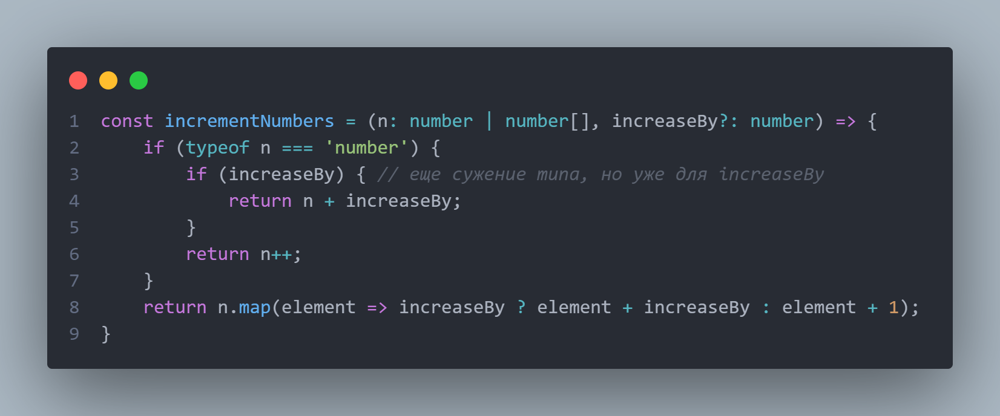 1 const incrementNumbers = (n: number | number[], increaseBy?: number) => {
2 if (typeof n === 'number') {
3 if (increaseBy) { // еще сужение типа, но уже для increaseBy
4 return n + increaseBy;
5 }
6 return n++;
7 }
8 return n.map(element => increaseBy ? element + increaseBy : element + 1);
9 }